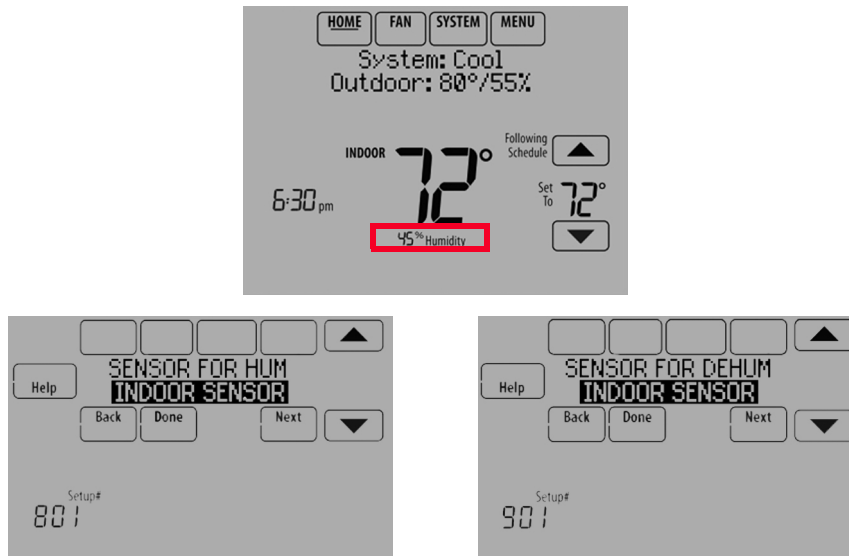 HOME FAN SYSTEM MENU
System: Cool
Outdoor: 80°/55%
Following
Schedule
INDOOR 72°
Set
To 72°
6:30 pm
45% Humidity
SENSOR FOR HUM
Help INDOOR SENSOR
Back Done Next
Setup#
801
SENSOR FOR DEHUM
Help INDOOR SENSOR
Back Done Next
Setup#
901